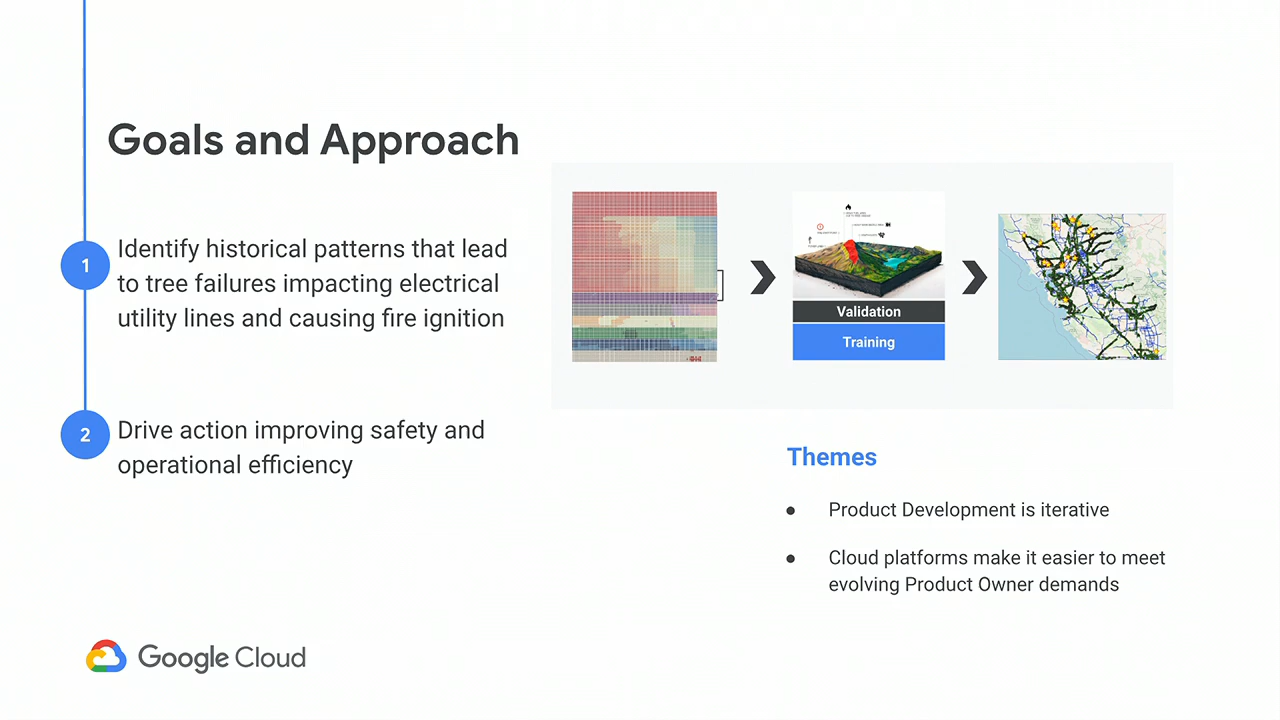 Goals and Approach
1
Identify historical patterns that lead
to tree failures impacting electrical
utility lines and causing fire ignition
2
Drive action improving safety and
operational efficiency
Validation
Training
Themes
● Product Development is iterative
● Cloud platforms make it easier to meet
evolving Product Owner demands
Google Cloud